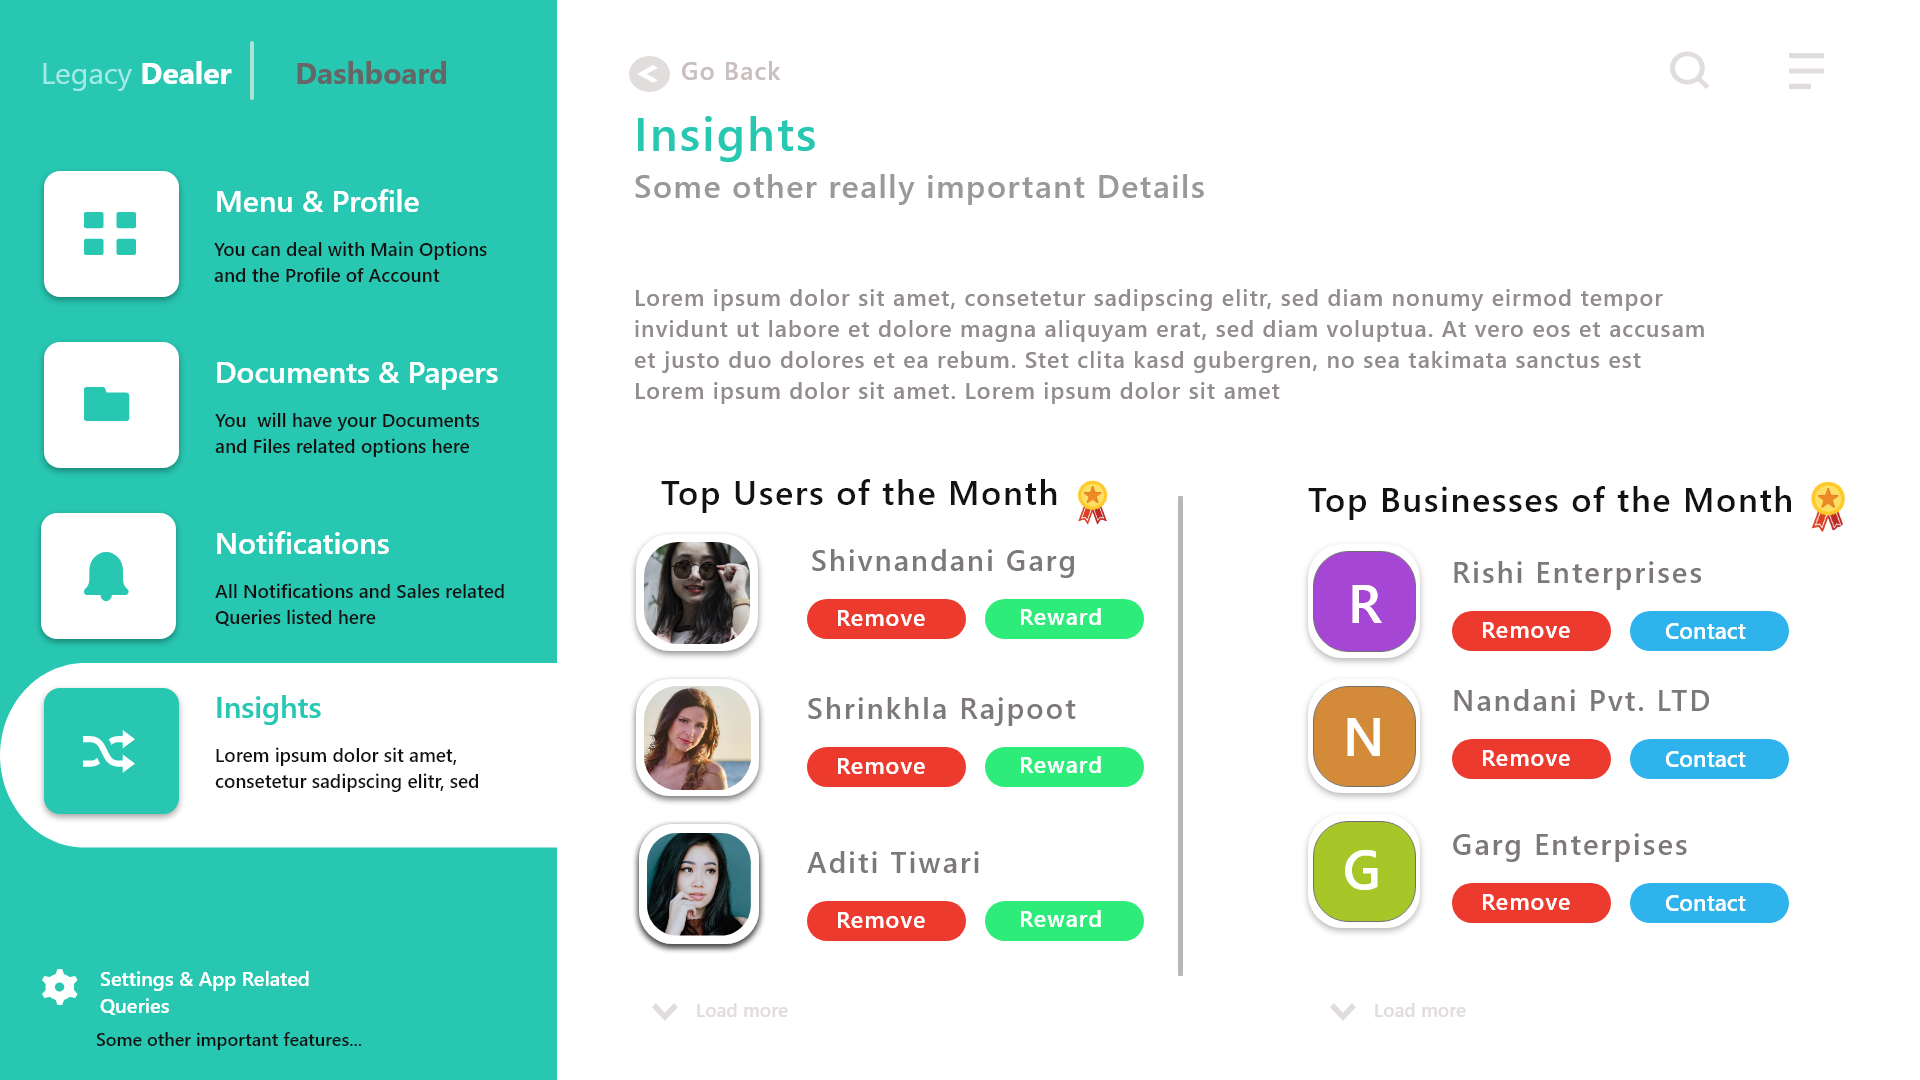 Legacy Dealer
Dashboard
Menu & Profile
You can deal with Main Options
and the Profile of Account
Documents & Papers
You  will have your Documents
and Files related options here
Notifications
All Notifications and Sales related
Queries listed here
Insights
Lorem ipsum dolor sit amet,
consetetur sadipscing elitr, sed
Settings & App Related
Queries
Some other important features...
Go Back
Insights
Some other really important Details
Lorem ipsum dolor sit amet, consetetur sadipscing elitr, sed diam nonumy eirmod tempor
invidunt ut labore et dolore magna aliquyam erat, sed diam voluptua. At vero eos et accusam
et justo duo dolores et ea rebum. Stet clita kasd gubergren, no sea takimata sanctus est
Lorem ipsum dolor sit amet. Lorem ipsum dolor sit amet
Top Users of the Month
Shivnandani Garg
Remove
Reward
Shrinkhla Rajpoot
Remove
Reward
Aditi Tiwari
Remove
Reward
Load more
Top Businesses of the Month
R
Rishi Enterprises
Remove
Contact
N
Nandani Pvt. LTD
Remove
Contact
G
Garg Enterpises
Remove
Contact
Load more